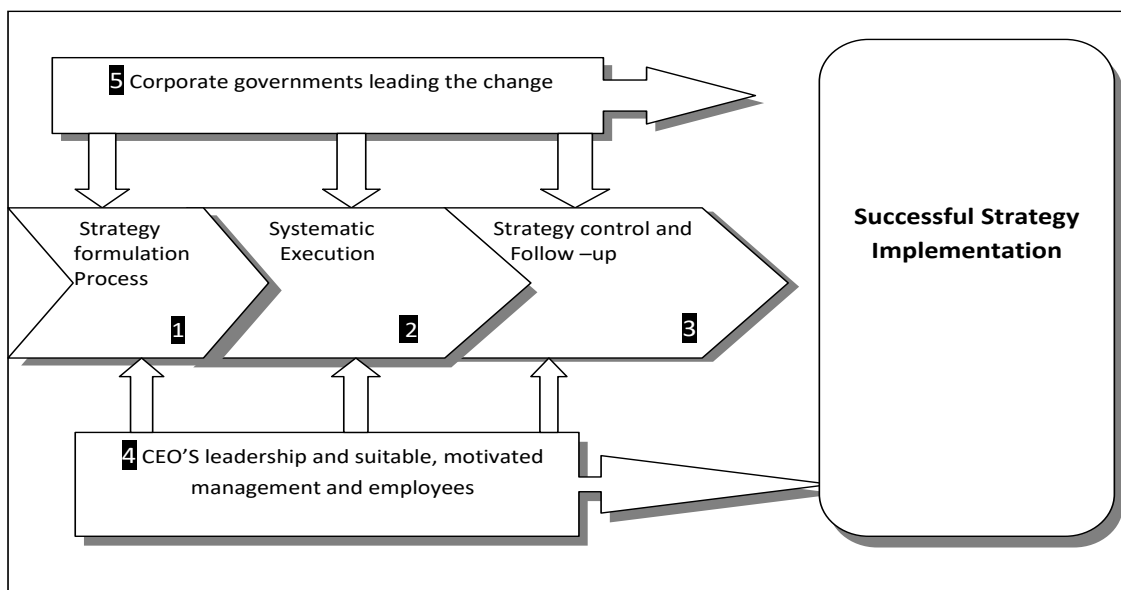 5 Corporate governments leading the change
Strategy
formulation
Process
1
Systematic
Execution
2
Strategy control and
Follow –up
3
4 CEO’S leadership and suitable, motivated
management and employees
Successful Strategy
Implementation